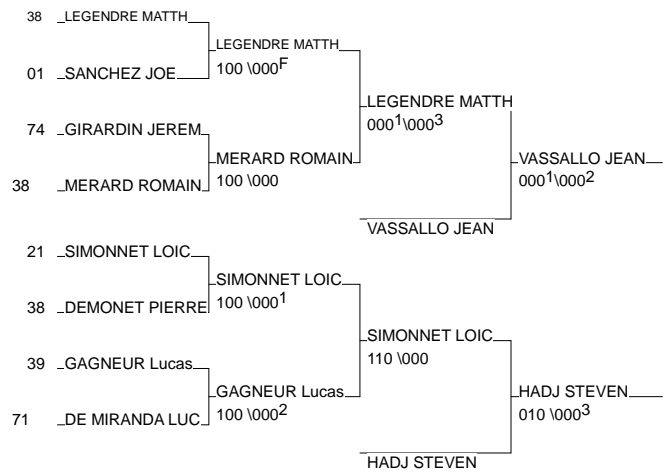 38 LEGENDRE MATTH
LEGENDRE MATTH
100 \000F
01 SANCHEZ JOE
LEGENDRE MATTH
0001\0003
74 GIRARDIN JEREM
MERARD ROMAIN
100 \000
VASSALLO JEAN
0001\0002
38 MERARD ROMAIN
VASSALLO JEAN
21 SIMONNET LOIC
SIMONNET LOIC
100 \0001
38 DEMONET PIERRE
SIMONNET LOIC
110 \000
39 GAGNEUR Lucas
GAGNEUR Lucas
100 \0002
HADJ STEVEN
010 \0003
71 DE MIRANDA LUC
HADJ STEVEN